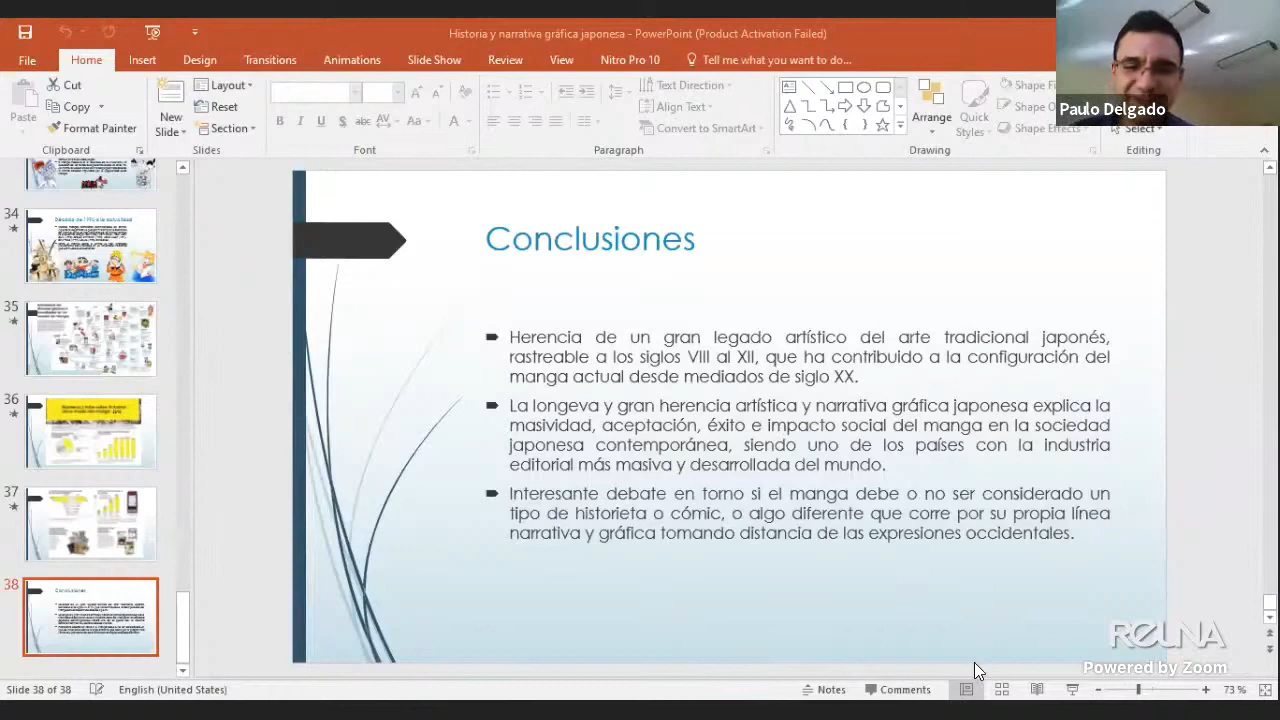 Historia y narrativa gráfica japonesa - PowerPoint (Product Activation Failed)
File Home Insert Design Transitions Animations Slide Show Review View Nitro Pro 10 Tell me what you want to do...
Paulo Delgado
Paste
Cut
Copy
Format Painter
Clipboard
New
Slide
Layout
Reset
Section
Slides
B I U S abc AV Aa A
Font
Text Direction
Align Text
Convert to SmartArt
Paragraph
Arrange
Quick
Styles
Shape Fi
Shape O
Shape Effects
Drawing
Select
Editing
34
35
36
37
38
Conclusiones
Herencia de un gran legado artístico del arte tradicional japonés,
rastreable a los siglos VIII al XII, que ha contribuido a la configuración del
manga actual desde mediados de siglo XX.
La longeva y gran herencia artística y narrativa gráfica japonesa explica la
masividad, aceptación, éxito e impacto social del manga en la sociedad
japonesa contemporánea, siendo uno de los países con la industria
editorial más masiva y desarrollada del mundo.
Interesante debate en torno si el manga debe o no ser considerado un
tipo de historieta o cómic, o algo diferente que corre por su propia línea
narrativa y gráfica tomando distancia de las expresiones occidentales.
REUNA
Powered by Zoom
Slide 38 of 38 English (United States) Notes Comments 73 %